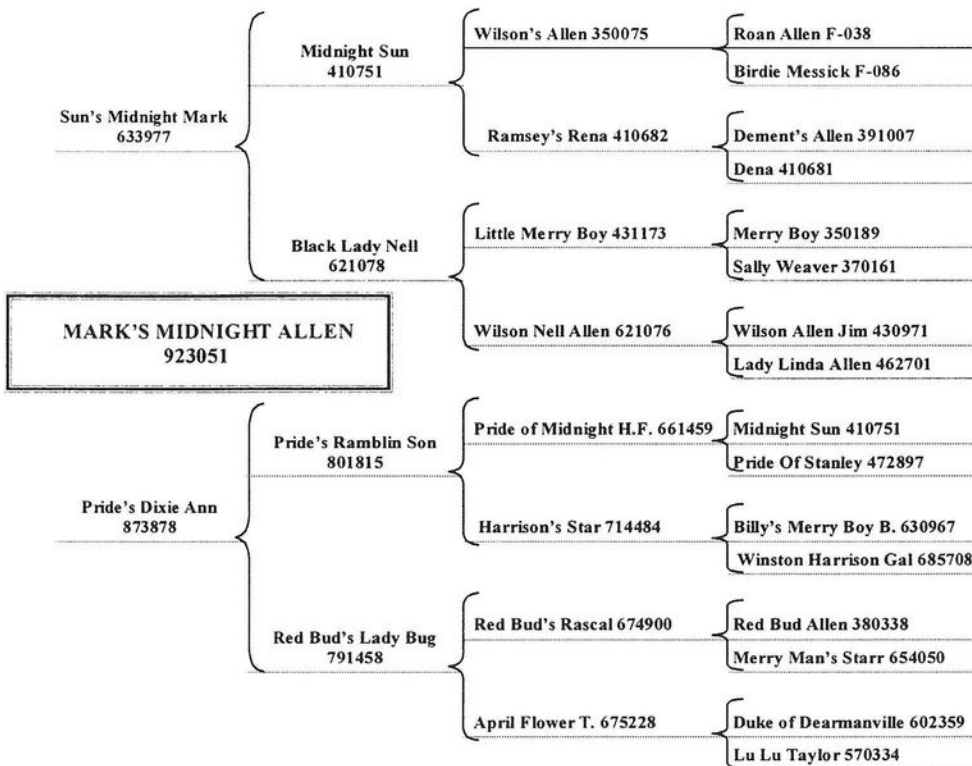 Sun's Midnight Mark
633977
Midnight Sun
410751
Wilson's Allen 350075
Roan Allen F-038
Birdie Messick F-086
Ramsey's Rena 410682
Dement's Allen 391007
Dena 410681
Black Lady Nell
621078
Little Merry Boy 431173
Merry Boy 350189
Sally Weaver 370161
Wilson Nell Allen 621076
Wilson Allen Jim 430971
Lady Linda Allen 462701
MARK'S MIDNIGHT ALLEN
923051
Pride's Dixie Ann
873878
Pride's Ramblin Son
801815
Pride of Midnight H.F. 661459
Midnight Sun 410751
Pride Of Stanley 472897
Harrison's Star 714484
Billy's Merry Boy B. 630967
Winston Harrison Gal 685708
Red Bud's Lady Bug
791458
Red Bud's Rascal 674900
Red Bud Allen 380338
Merry Man's Starr 654050
April Flower T. 675228
Duke of Dearmanville 602359
Lu Lu Taylor 570334